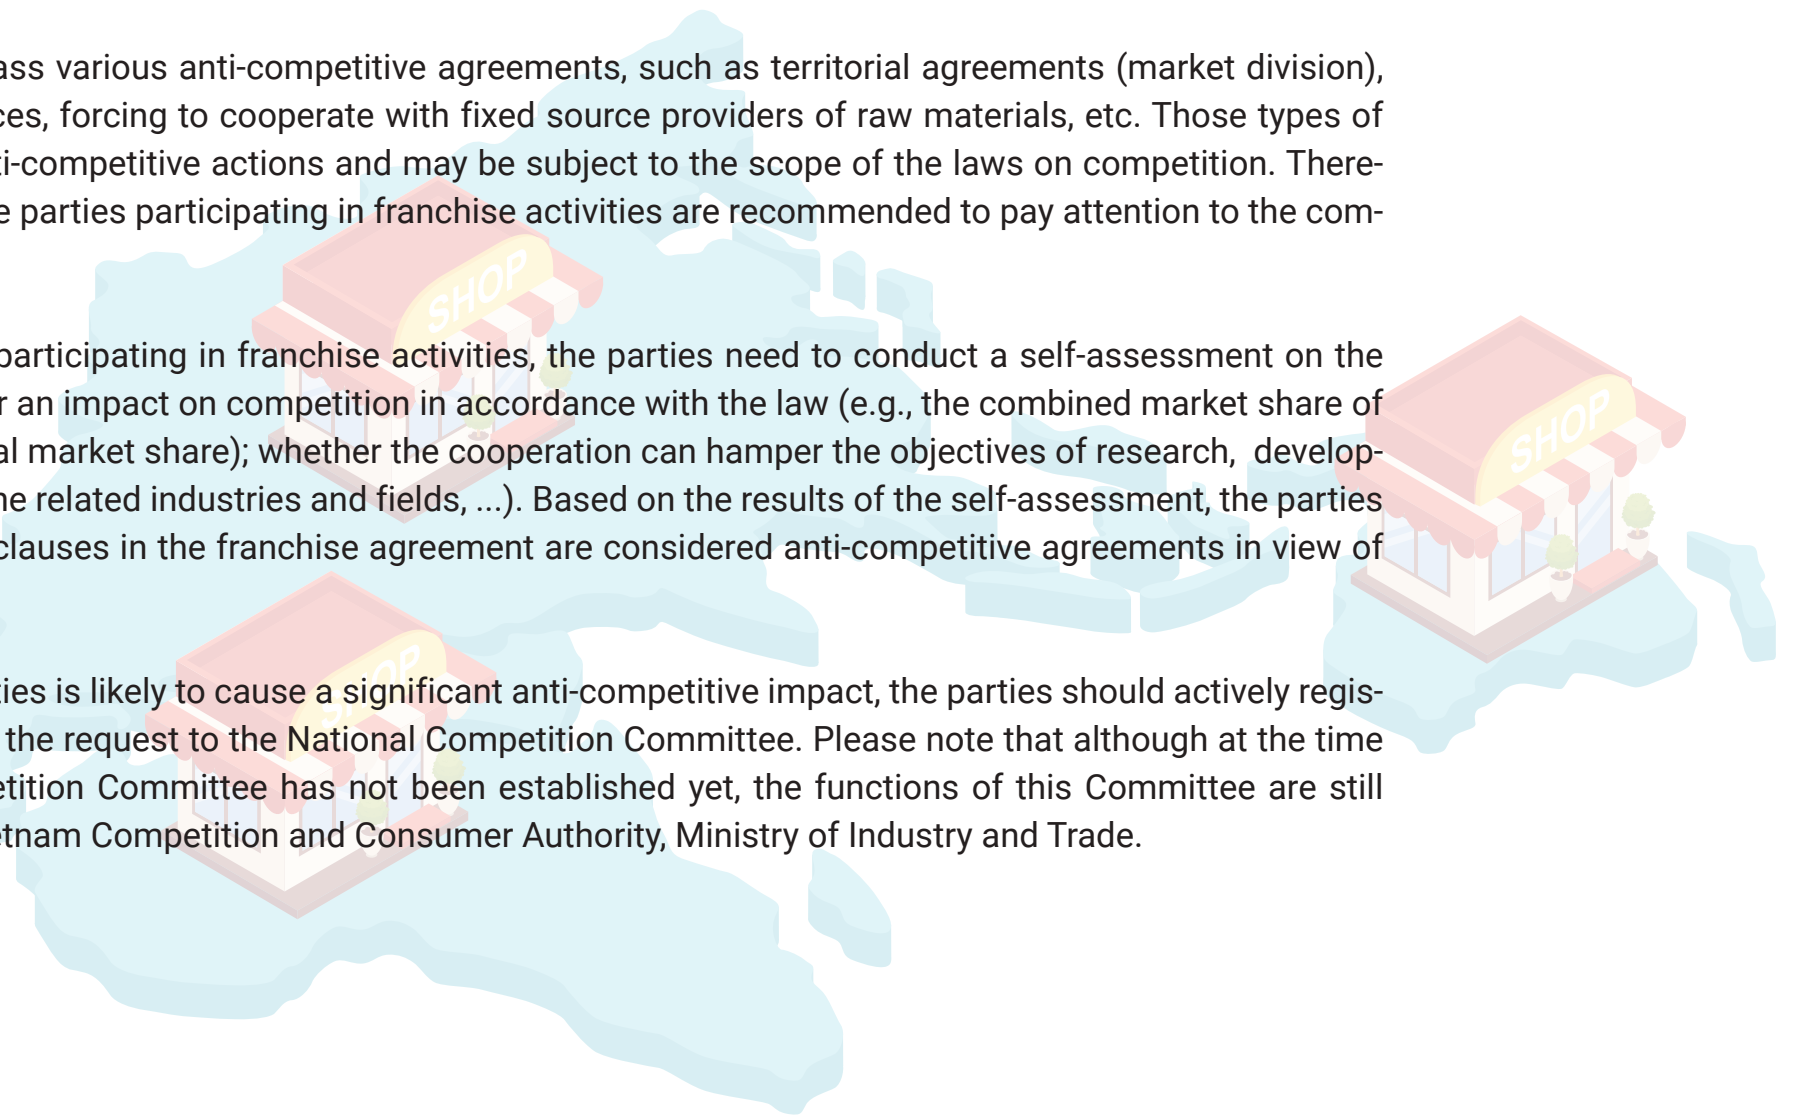 ass various anti-competitive agreements, such as territorial agreements (market division),
ces, forcing to cooperate with fixed source providers of raw materials, etc. Those types of
ti-competitive actions and may be subject to the scope of the laws on competition. There-
e parties participating in franchise activities are recommended to pay attention to the com-
SHOP
participating in franchise activities, the parties need to conduct a self-assessment on the
r an impact on competition in accordance with the law (e.g., the combined market share of
SHOP
al market share); whether the cooperation can hamper the objectives of research, develop-
ne related industries and fields, ...). Based on the results of the self-assessment, the parties
clauses in the franchise agreement are considered anti-competitive agreements in view of
SHOP
ties is likely to cause a significant anti-competitive impact, the parties should actively regis-
the request to the National Competition Committee. Please note that although at the time
etition Committee has not been established yet, the functions of this Committee are still
etnam Competition and Consumer Authority, Ministry of Industry and Trade.